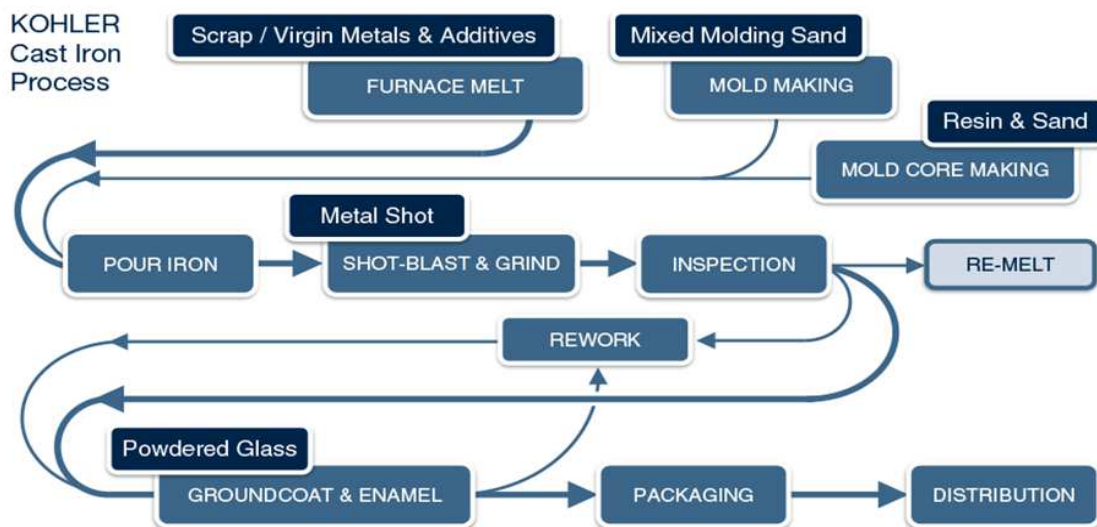 KOHLER
Cast Iron
Process
Scrap / Virgin Metals & Additives
FURNACE MELT
Mixed Molding Sand
MOLD MAKING
Resin & Sand
MOLD CORE MAKING
Metal Shot
POUR IRON
SHOT-BLAST & GRIND
INSPECTION
RE-MELT
REWORK
Powdered Glass
GROUNDCOAT & ENAMEL
PACKAGING
DISTRIBUTION